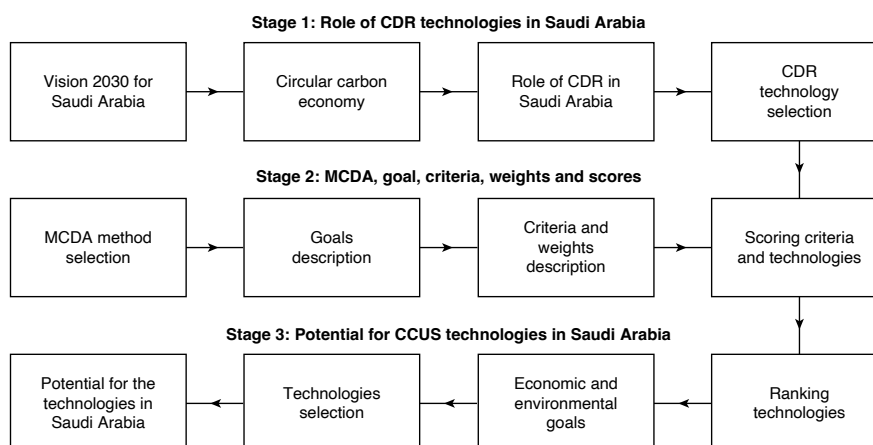 Stage 1: Role of CDR technologies in Saudi Arabia
Vision 2030 for
Saudi Arabia
Circular carbon
economy
Role of CDR in
Saudi Arabia
CDR
technology
selection
Stage 2: MCDA, goal, criteria, weights and scores
MCDA method
selection
Goals
description
Criteria and
weights
description
Scoring criteria
and technologies
Stage 3: Potential for CCUS technologies in Saudi Arabia
Potential for the
technologies in
Saudi Arabia
Technologies
selection
Economic and
environmental
goals
Ranking
technologies